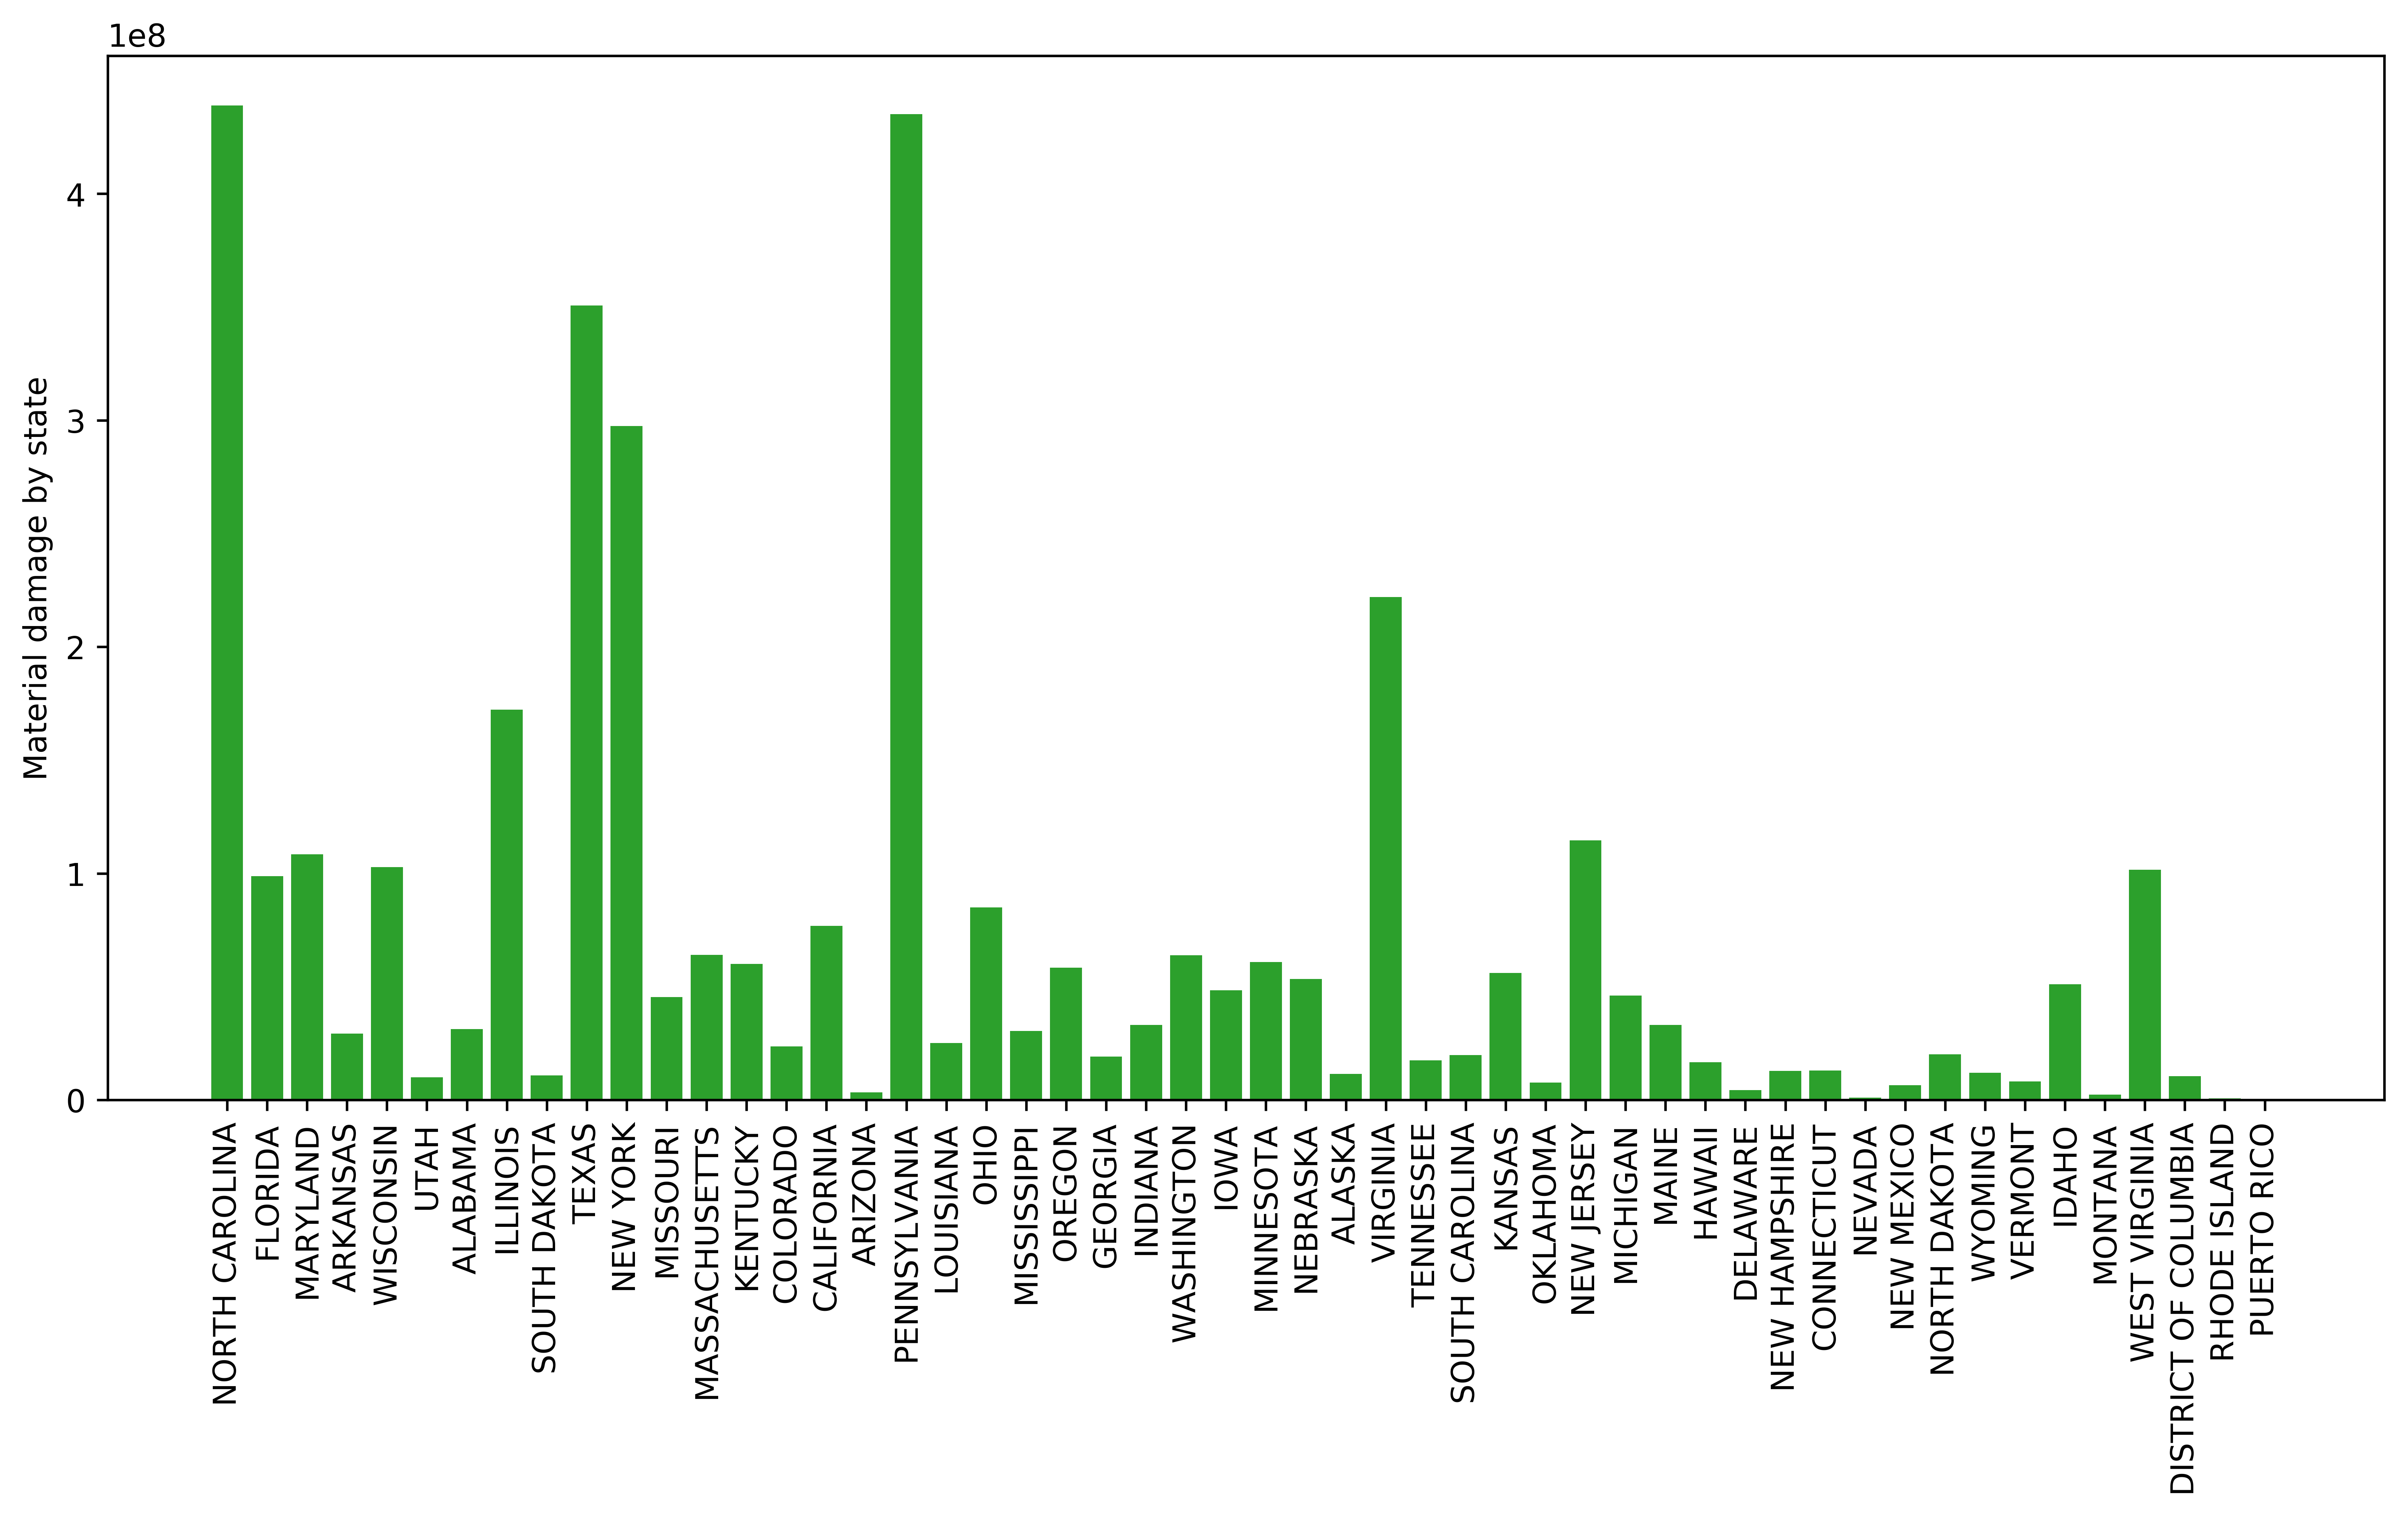 1e8
4
3
2
1
0
Material damage by state
NORTH CAROLINA
FLORIDA
MARYLAND
ARKANSAS
WISCONSIN
UTAH
ALABAMA
ILLINOIS
SOUTH DAKOTA
TEXAS
NEW YORK
MISSOURI
MASSACHUSETTS
KENTUCKY
COLORADO
CALIFORNIA
ARIZONA
PENNSYLVANIA
LOUISIANA
OHIO
MISSISSIPPI
OREGON
GEORGIA
INDIANA
WASHINGTON
IOWA
MINNESOTA
NEBRASKA
ALASKA
VIRGINIA
TENNESSEE
SOUTH CAROLINA
KANSAS
OKLAHOMA
NEW JERSEY
MICHIGAN
MAINE
HAWAII
DELAWARE
NEW HAMPSHIRE
CONNECTICUT
NEVADA
NEW MEXICO
NORTH DAKOTA
WYOMING
VERMONT
IDAHO
MONTANA
WEST VIRGINIA
DISTRICT OF COLUMBIA
RHODE ISLAND
PUERTO RICO